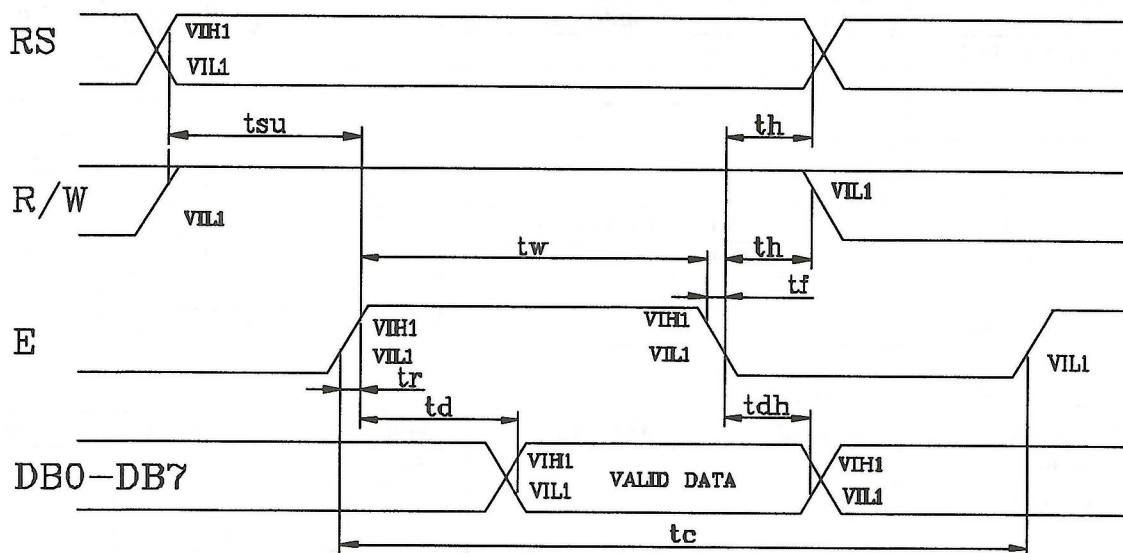 RS
VIH1
VIL1
tsu
th
R/W
VIL1
VIL1
tw
th
tf
E
VIH1
VIL1
VIH1
VIL1
VIL1
tr
td
tdh
DB0-DB7
VIH1
VIL1
VALID DATA
VIH1
VIL1
tc